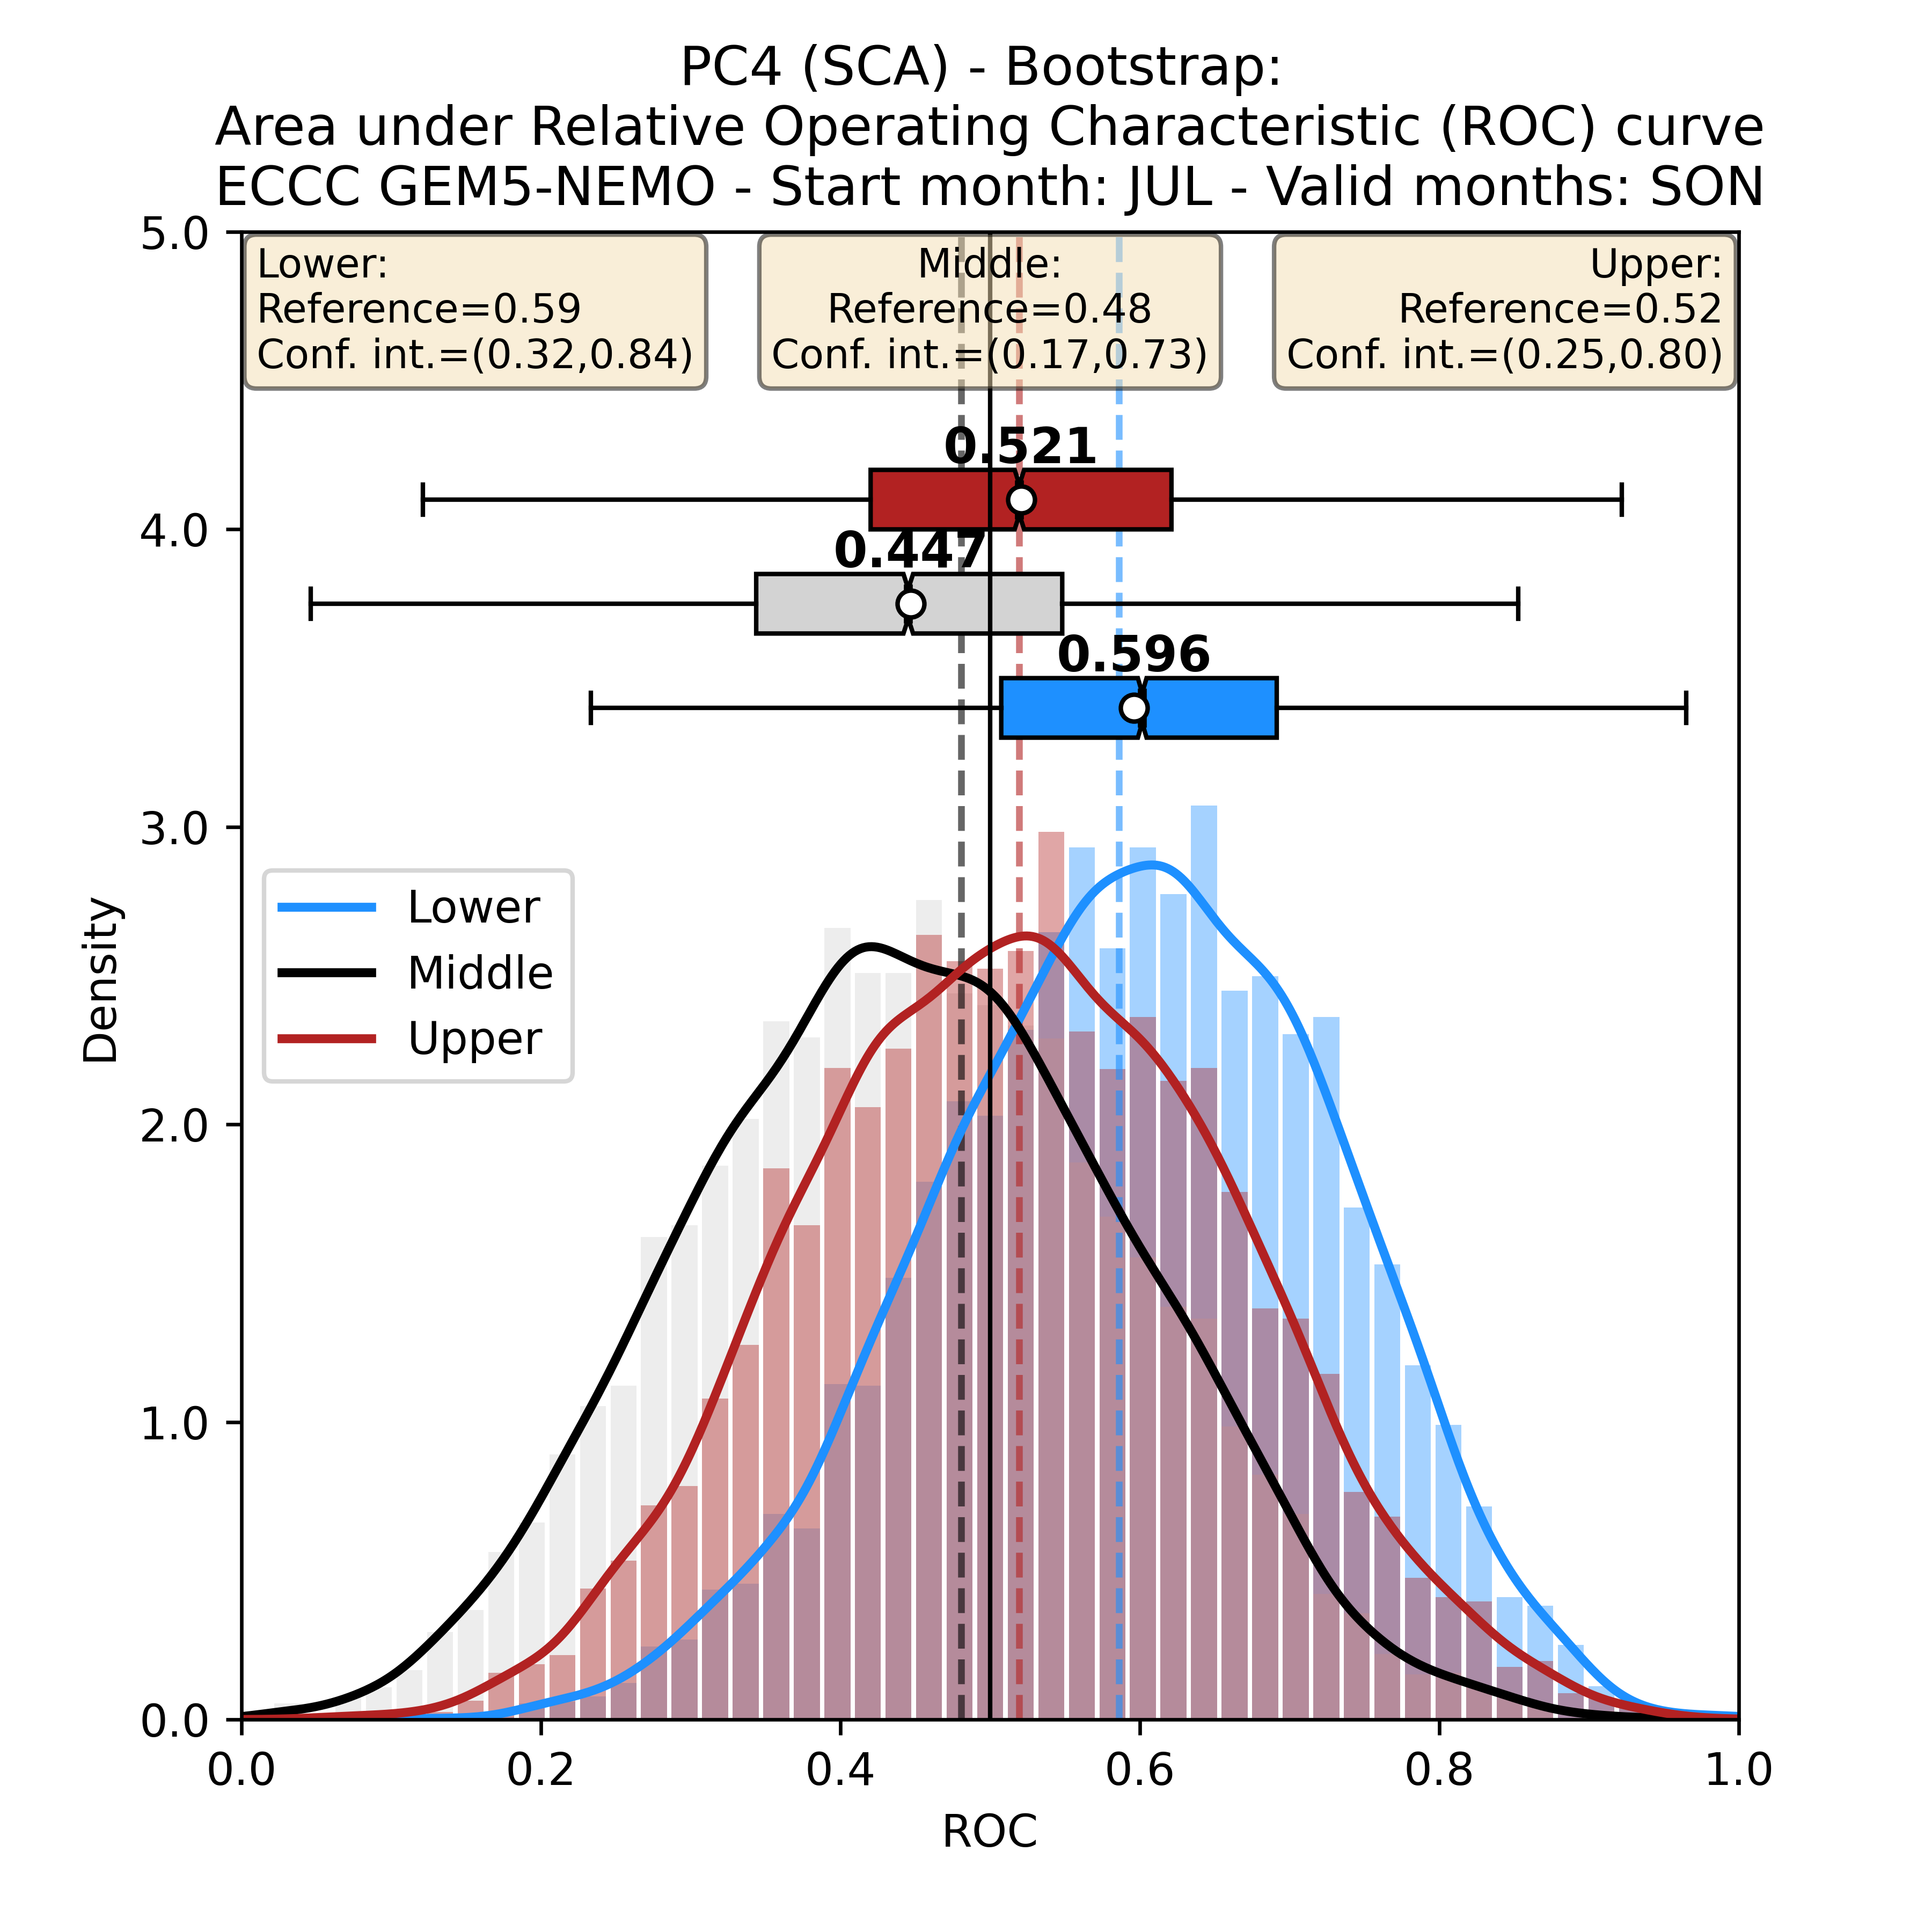 PC4 (SCA) - Bootstrap:
Area under Relative Operating Characteristic (ROC) curve
ECCC GEM5-NEMO - Start month: JUL - Valid months: SON
5.0
Lower:
Reference=0.59
Conf. int.=(0.32,0.84)
Middle:
Reference=0.48
Conf. int.=(0.17,0.73)
Upper:
Reference=0.52
Conf. int.=(0.25,0.80)
0.521
4.0
0.447
0.596
3.0
Lower
Middle
Upper
Density
2.0
1.0
0.0
0.0
0.2
0.4
0.6
0.8
1.0
ROC